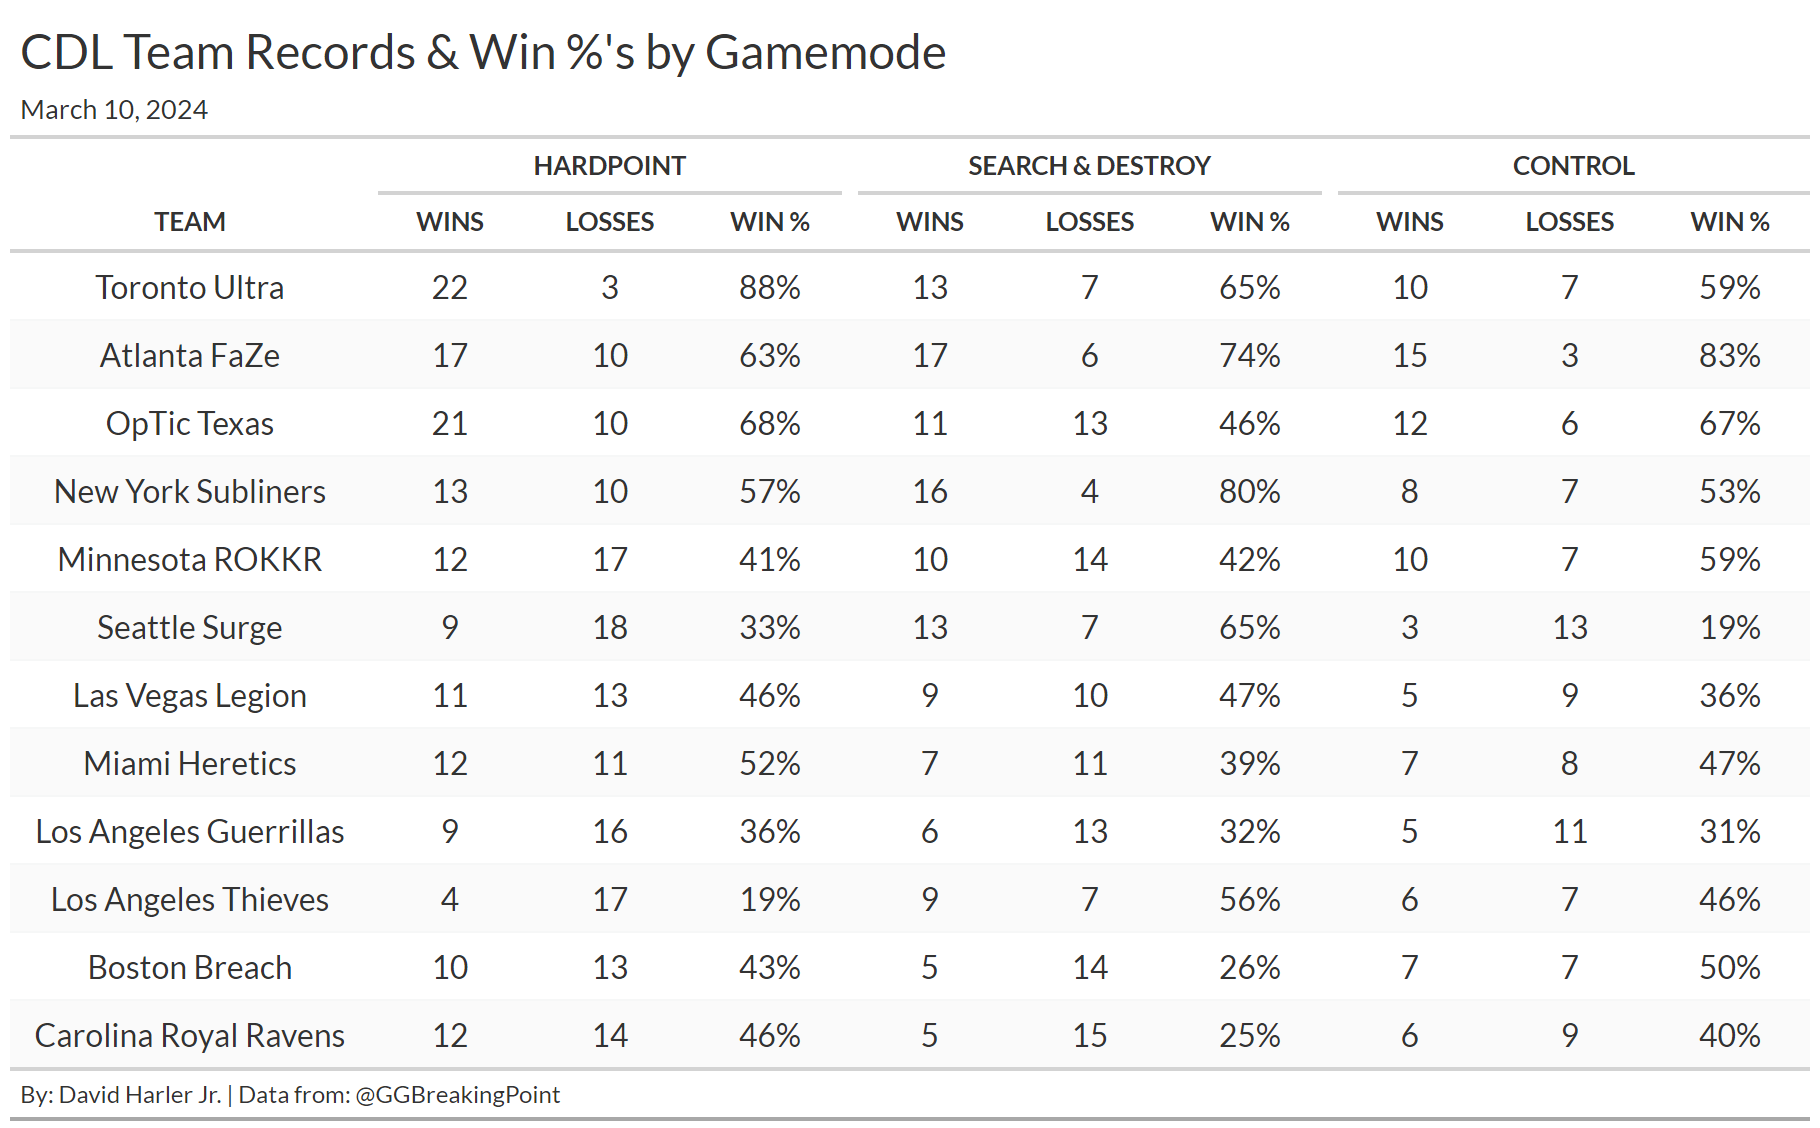 CDL Team Records & Win %'s by Gamemode
March 10, 2024
HARDPOINT SEARCH & DESTROY CONTROL
TEAM WINS LOSSES WIN % WINS LOSSES WIN % WINS LOSSES WIN %
Toronto Ultra 22 3 88% 13 7 65% 10 7 59%
Atlanta FaZe 17 10 63% 17 6 74% 15 3 83%
OpTic Texas 21 10 68% 11 13 46% 12 6 67%
New York Subliners 13 10 57% 16 4 80% 8 7 53%
Minnesota ROKKR 12 17 41% 10 14 42% 10 7 59%
Seattle Surge 9 18 33% 13 7 65% 3 13 19%
Las Vegas Legion 11 13 46% 9 10 47% 5 9 36%
Miami Heretics 12 11 52% 7 11 39% 7 8 47%
Los Angeles Guerrillas 9 16 36% 6 13 32% 5 11 31%
Los Angeles Thieves 4 17 19% 9 7 56% 6 7 46%
Boston Breach 10 13 43% 5 14 26% 7 7 50%
Carolina Royal Ravens 12 14 46% 5 15 25% 6 9 40%
By: David Harler Jr. | Data from: @GGBreakingPoint